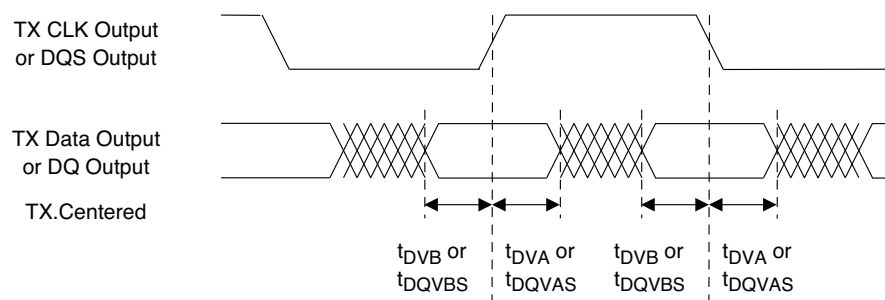 TX CLK Output
or DQS Output
TX Data Output
or DQ Output
TX.Centered
tDVB or
tDQVBS
tDVA or
tDQVAS
tDVB or
tDQVBS
tDVA or
tDQVAS